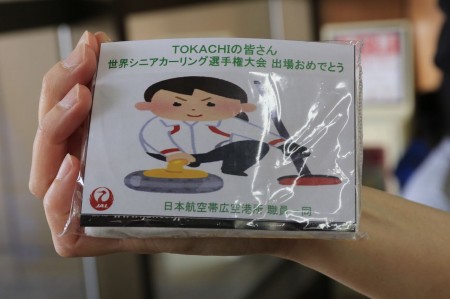 TOKACHIの皆さん
世界シニアカーリング選手権大会 出場おめでとう
JAL
日本航空帯広空港所 職員一同